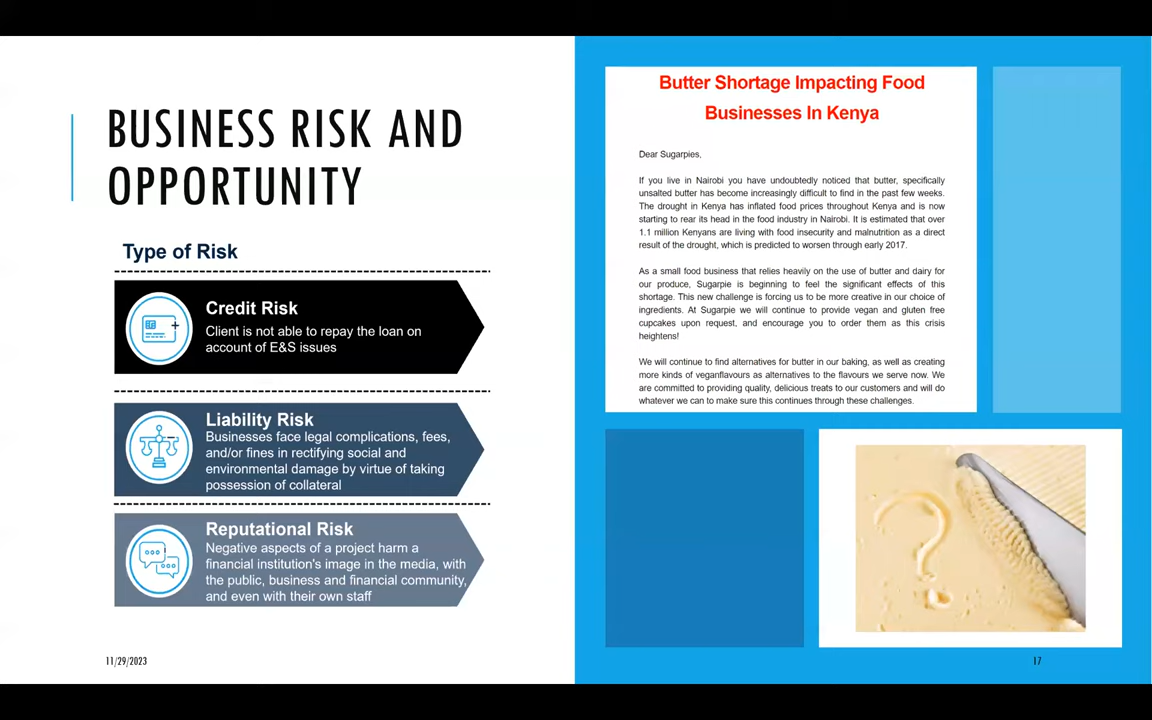 BUSINESS RISK AND
OPPORTUNITY
Type of Risk
Credit Risk
Client is not able to repay the loan on
account of E&S issues
Liability Risk
Businesses face legal complications, fees,
and/or fines in rectifying social and
environmental damage by virtue of taking
possession of collateral
Reputational Risk
Negative aspects of a project harm a
financial institution's image in the media, with
the public, business and financial community,
and even with their own staff
11/29/2023
Butter Shortage Impacting Food
Businesses In Kenya
Dear Sugarpies,
If you live in Nairobi you have undoubtedly noticed that butter, specifically
unsalted butter has become increasingly difficult to find in the past few weeks.
The drought in Kenya has inflated food prices throughout Kenya and is now
starting to rear its head in the food industry in Nairobi. It is estimated that over
1.1 million Kenyans are living with food insecurity and malnutrition as a direct
result of the drought, which is predicted to worsen through early 2017.
As a small food business that relies heavily on the use of butter and dairy for
our produce, Sugarpie is beginning to feel the significant effects of this
shortage. This new challenge is forcing us to be more creative in our choice of
ingredients. At Sugarpie we will continue to provide vegan and gluten free
cupcakes upon request, and encourage you to order them as this crisis
heightens!
We will continue to find alternatives for butter in our baking, as well as creating
more kinds of veganflavours as alternatives to the flavours we serve now. We
are committed to providing quality, delicious treats to our customers and will do
whatever we can to make sure this continues through these challenges.
?
17